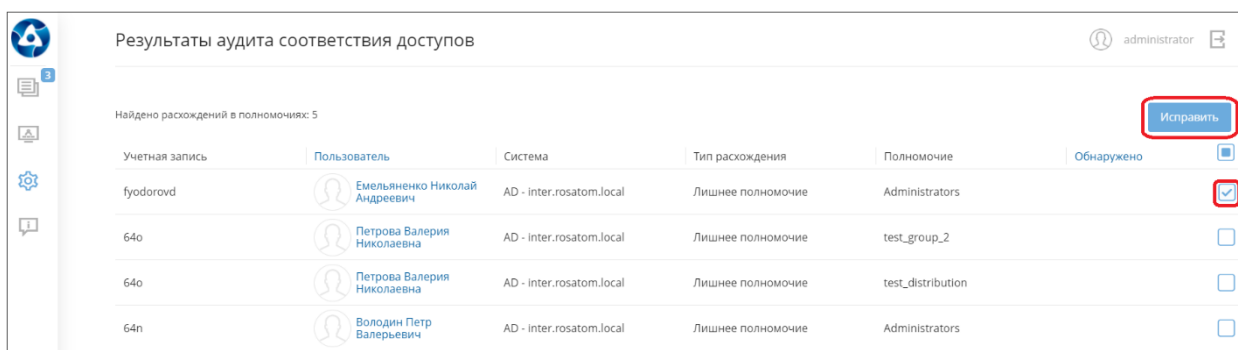 Результаты аудита соответствия доступов
administrator
3
Найдено расхождений в полномочиях: 5
Исправить
Учетная запись Пользователь Система Тип расхождения Полномочие Обнаружено
fyodorovd Емельяненко Николай Андреевич AD - inter.rosatom.local Лишнее полномочие Administrators
64o Петрова Валерия Николаевна AD - inter.rosatom.local Лишнее полномочие test_group_2
64o Петрова Валерия Николаевна AD - inter.rosatom.local Лишнее полномочие test_distribution
64n Володин Петр Валерьевич AD - inter.rosatom.local Лишнее полномочие Administrators